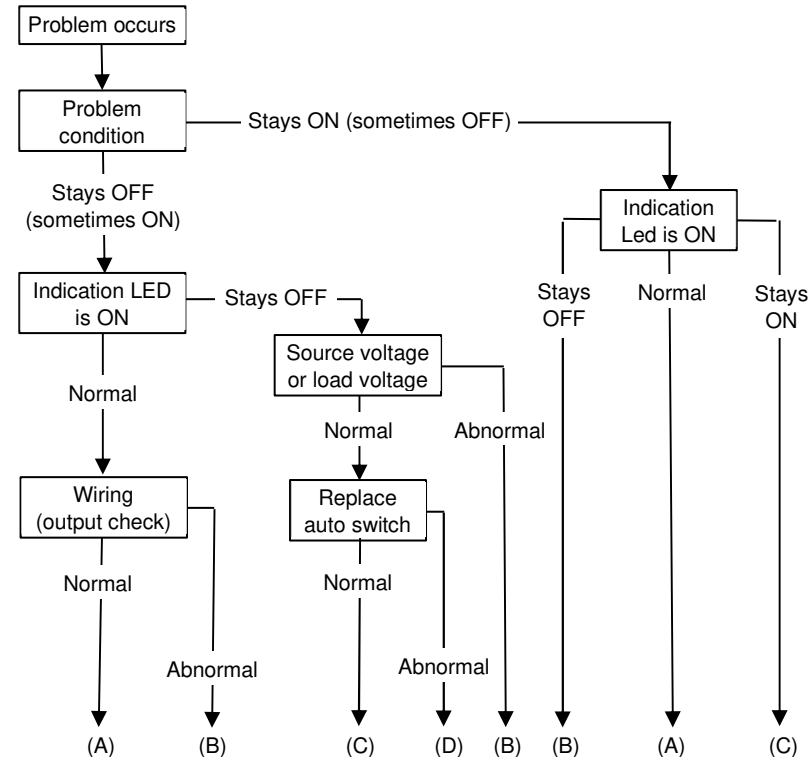 Problem occurs
Problem
condition
Stays ON (sometimes OFF)
Stays OFF
(sometimes ON)
Indication
Led is ON
Indication LED
is ON
Stays OFF
Stays
OFF
Normal
Stays
ON
Source voltage
or load voltage
Normal
Normal
Abnormal
Wiring
(output check)
Replace
auto switch
Normal
Normal
Abnormal
Abnormal
(A)
(B)
(C)
(D)
(B)
(B)
(A)
(C)